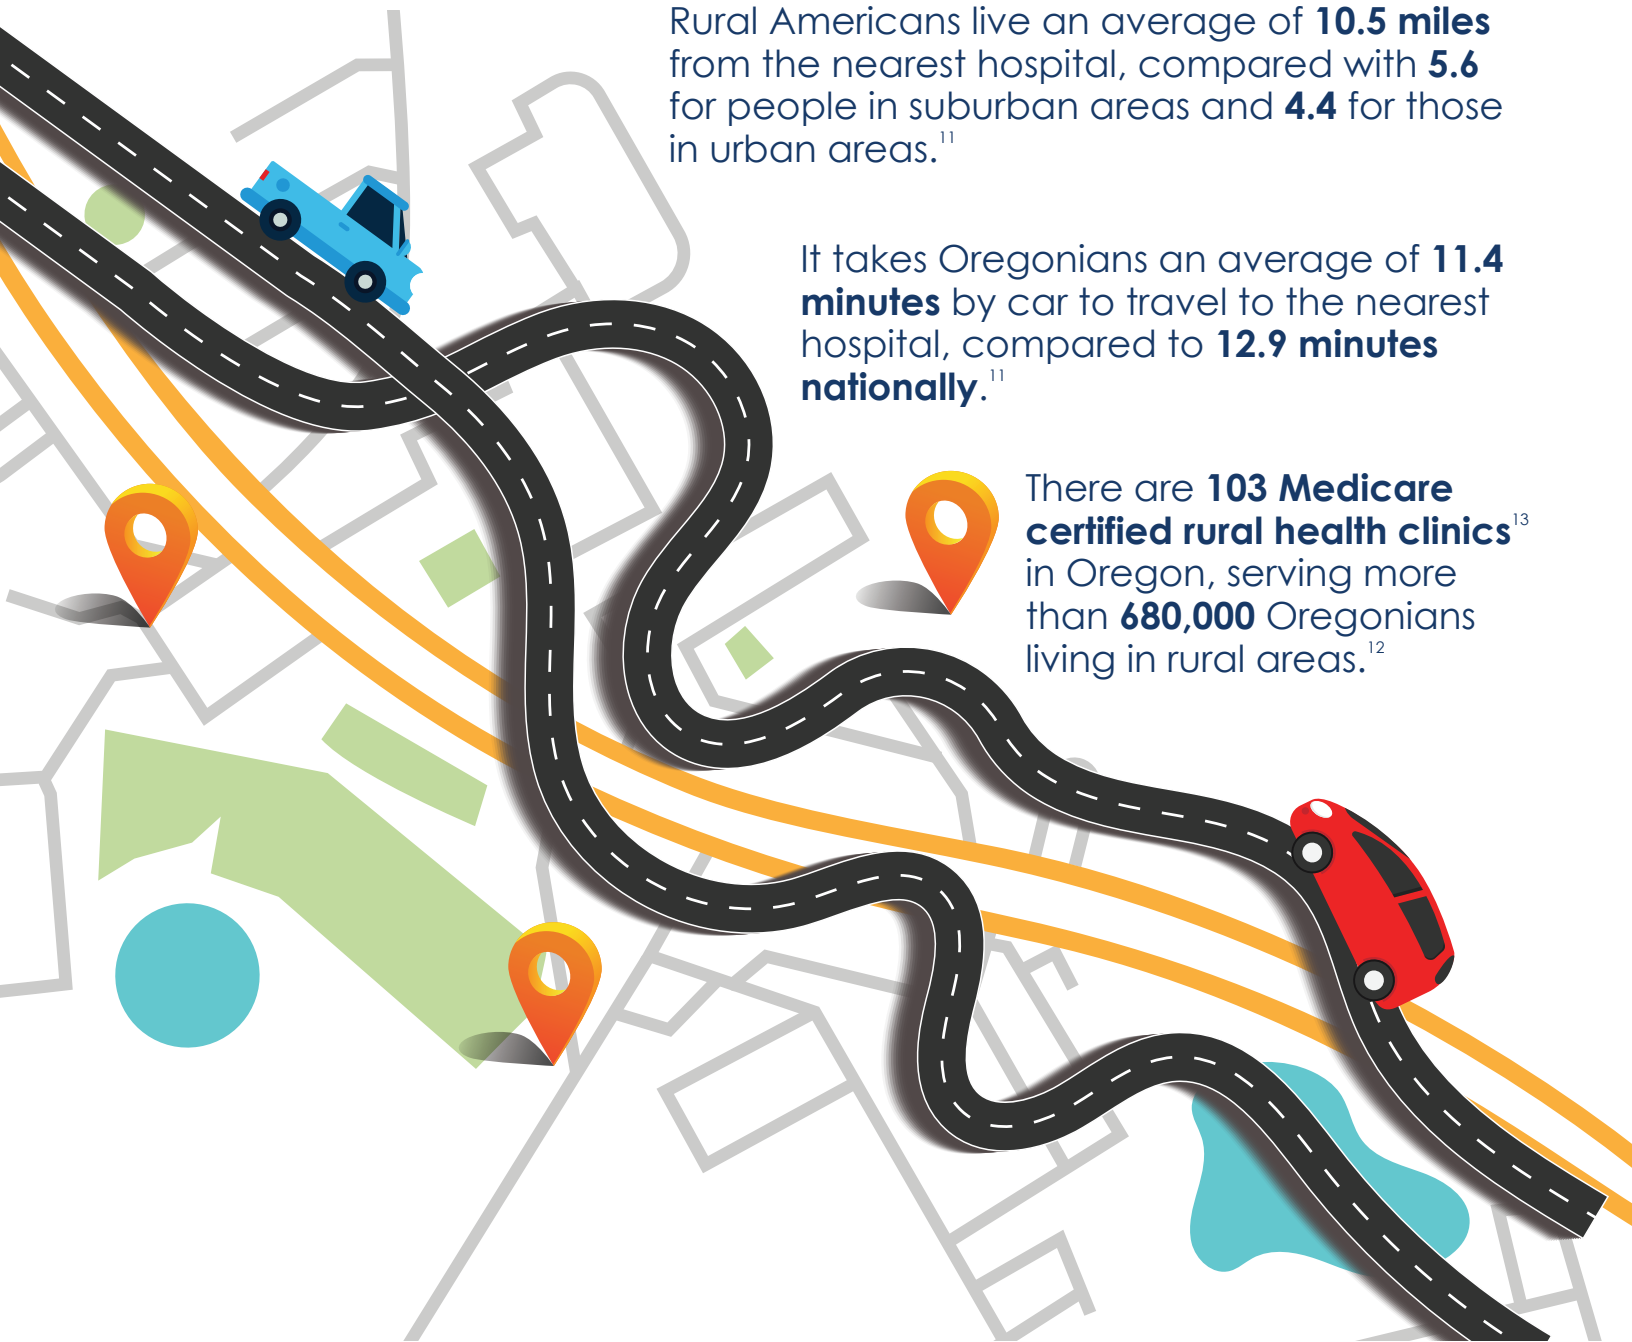 Rural Americans live an average of 10.5 miles
from the nearest hospital, compared with 5.6
for people in suburban areas and 4.4 for those
in urban areas.11
It takes Oregonians an average of 11.4
minutes by car to travel to the nearest
hospital, compared to 12.9 minutes
nationally.11
There are 103 Medicare
certified rural health clinics13
in Oregon, serving more
than 680,000 Oregonians
living in rural areas.12